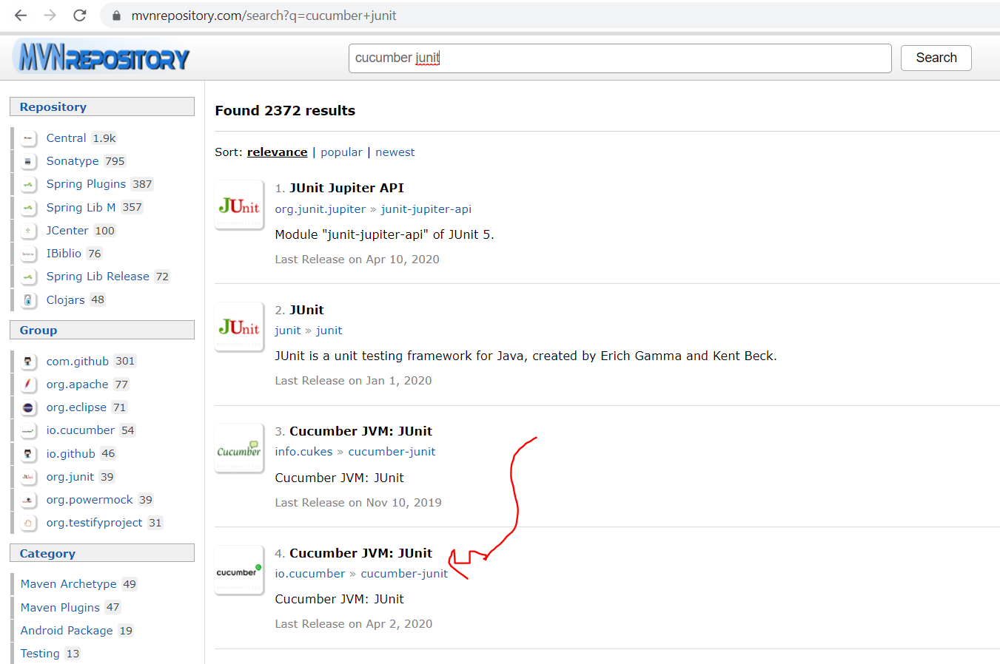 mvnrepository.com/search?q=cucumber+junit
MVNREPOSITORY
cucumber junit
Search
Repository
Central 1.9k
Sonatype 795
Spring Plugins 387
Spring Lib M 357
JCenter 100
IBiblio 76
Spring Lib Release 72
Clojars 48
Group
com.github 301
org.apache 77
org.eclipse 71
io.cucumber 54
io.github 46
org.junit 39
org.powermock 39
org.testifyproject 31
Category
Maven Archetype 49
Maven Plugins 47
Android Package 19
Testing 13
Found 2372 results
Sort: relevance | popular | newest
JUnit
1. JUnit Jupiter API
org.junit.jupiter » junit-jupiter-api
Module "junit-jupiter-api" of JUnit 5.
Last Release on Apr 10, 2020
JUnit
2. JUnit
junit » junit
JUnit is a unit testing framework for Java, created by Erich Gamma and Kent Beck.
Last Release on Jan 1, 2020
Cucumber
3. Cucumber JVM: JUnit
info.cukes » cucumber-junit
Cucumber JVM: JUnit
Last Release on Nov 10, 2019
cucumber
4. Cucumber JVM: JUnit
io.cucumber » cucumber-junit
Cucumber JVM: JUnit
Last Release on Apr 2, 2020